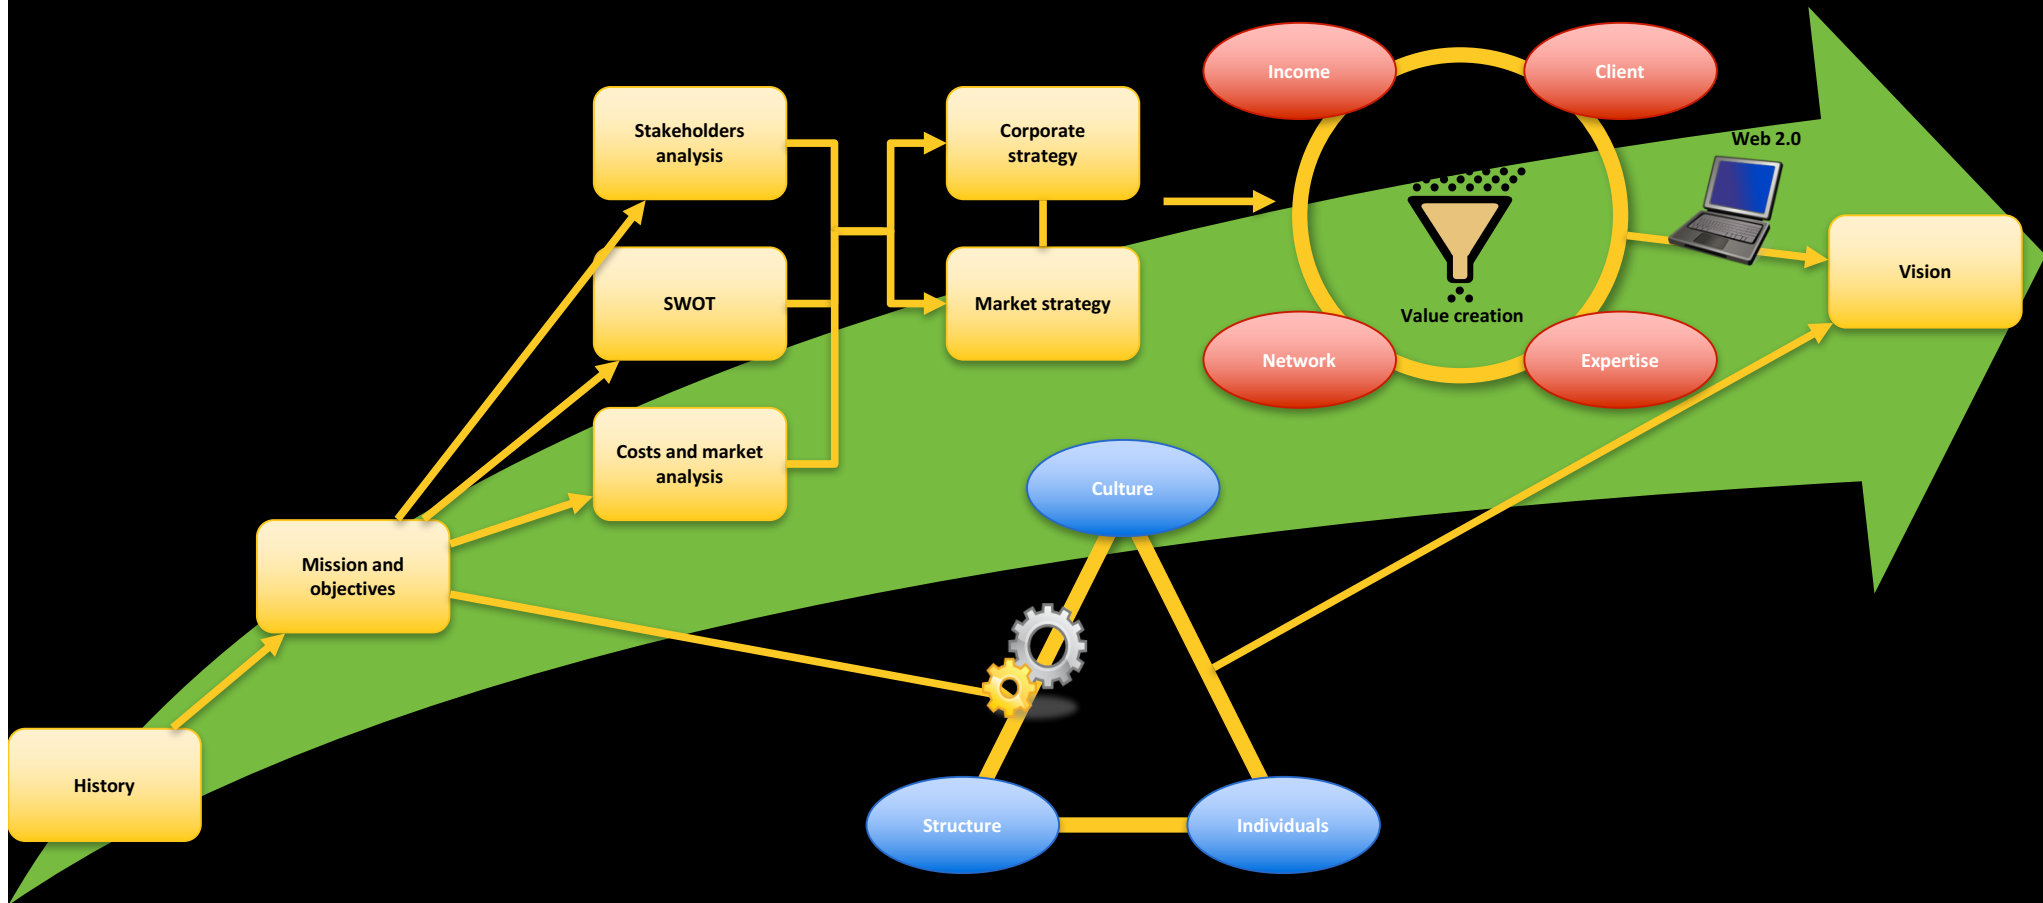 Income
Client
Stakeholders
analysis
Corporate
strategy
Web 2.0
SWOT
Market strategy
Value creation
Vision
Network
Expertise
Costs and market
analysis
Culture
Mission and
objectives
History
Structure
Individuals